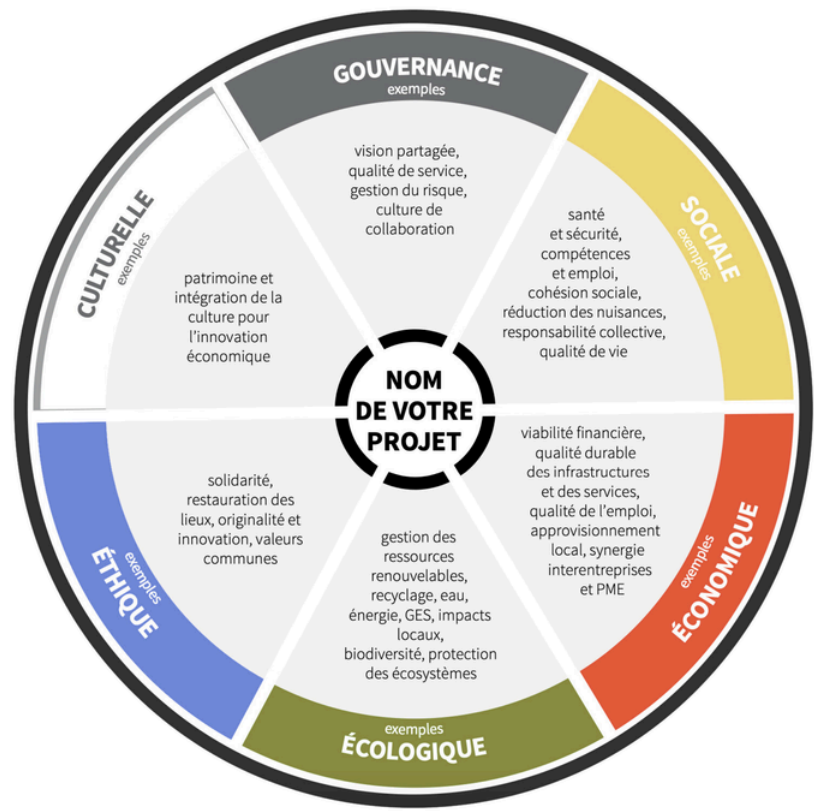 GOUVERNANCE
exemples
vision partagée,
qualité de service,
gestion du risque,
culture de
collaboration
SOCIALE
exemples
santé
et sécurité,
compétences
et emploi,
cohésion sociale,
réduction des nuisances,
responsabilité collective,
qualité de vie
CULTURELLE
exemples
patrimoine et
intégration de la
culture pour
l'innovation
économique
NOM
DE VOTRE
PROJET
viabilité financière,
qualité durable
des infrastructures
et des services,
qualité de l'emploi,
approvisionnement
local, synergie
interentreprises
et PME
exemples
ÉCONOMIQUE
solidarité,
restauration des
lieux, originalité et
innovation, valeurs
communes
exemples
ÉTHIQUE
gestion des
ressources
renouvelables,
recyclage, eau,
énergie, GES, impacts
locaux,
biodiversité, protection
des écosystèmes
exemples
ÉCOLOGIQUE